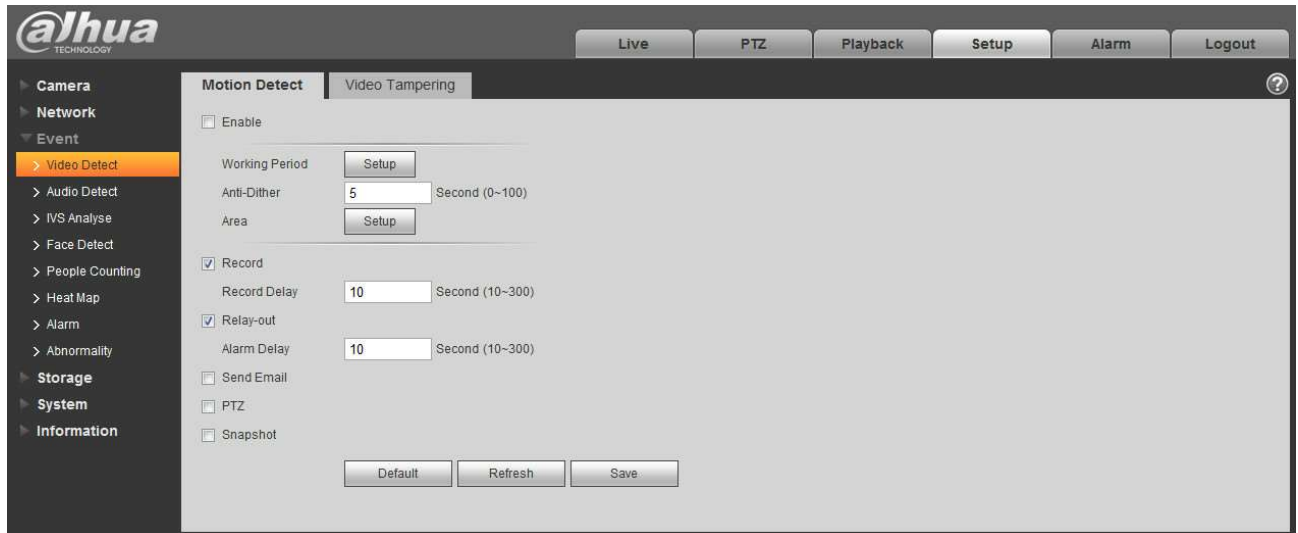 alhua
TECHNOLOGY
Live
PTZ
Playback
Setup
Alarm
Logout
Camera
Network
Event
Video Detect
Audio Detect
IVS Analyse
Face Detect
People Counting
Heat Map
Alarm
Abnormality
Storage
System
Information
Motion Detect
Video Tampering
?
Enable
Working Period Setup
Anti-Dither 5 Second (0~100)
Area Setup
Record
Record Delay 10 Second (10~300)
Relay-out
Alarm Delay 10 Second (10~300)
Send Email
PTZ
Snapshot
Default Refresh Save